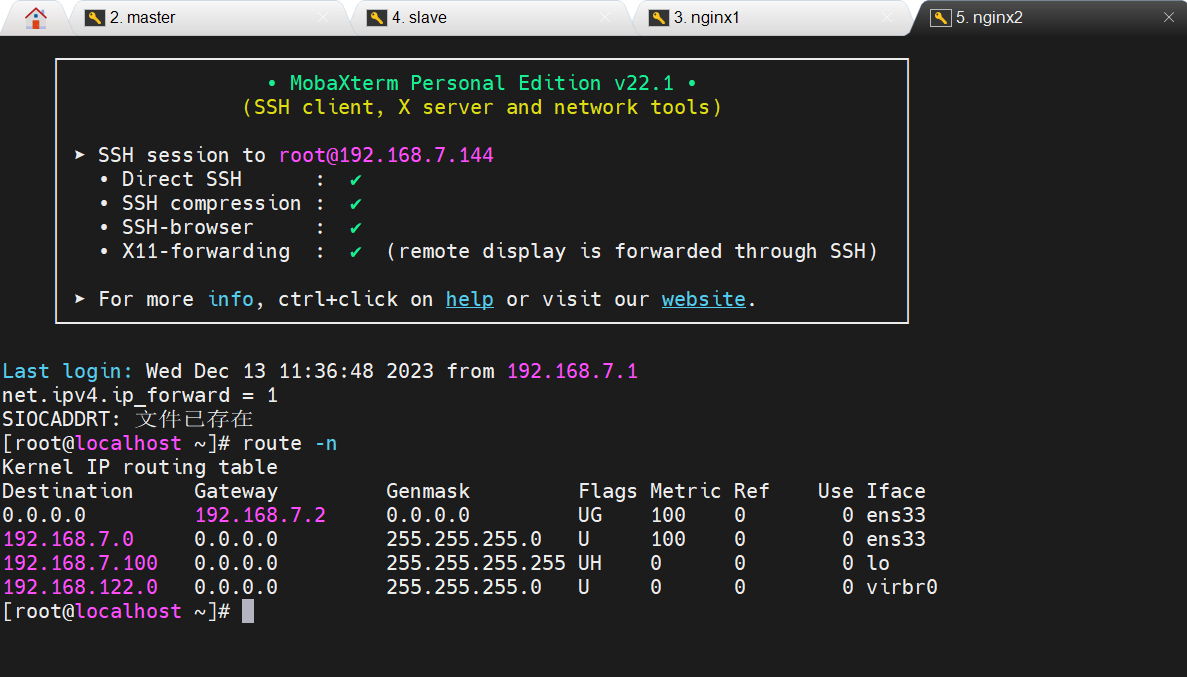 2. master
4. slave
3. nginx1
5. nginx2
• MobaXterm Personal Edition v22.1 •
(SSH client, X server and network tools)
➤ SSH session to root@192.168.7.144
• Direct SSH : ✔
• SSH compression : ✔
• SSH-browser : ✔
• X11-forwarding : ✔ (remote display is forwarded through SSH)
➤ For more info, ctrl+click on help or visit our website.
Last login: Wed Dec 13 11:36:48 2023 from 192.168.7.1
net.ipv4.ip_forward = 1
SIOCADDRT: 文件已存在
[root@localhost ~]# route -n
Kernel IP routing table
Destination Gateway Genmask Flags Metric Ref Use Iface
0.0.0.0 192.168.7.2 0.0.0.0 UG 100 0 0 ens33
192.168.7.0 0.0.0.0 255.255.255.0 U 100 0 0 ens33
192.168.7.100 0.0.0.0 255.255.255.255 UH 0 0 0 lo
192.168.122.0 0.0.0.0 255.255.255.0 U 0 0 0 virbr0
[root@localhost ~]#